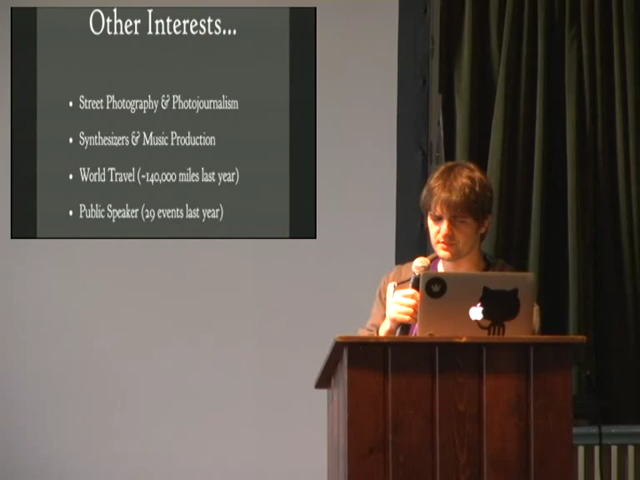 Other Interests...
• Street Photography & Photojournalism
• Synthesizers & Music Production
• World Travel (~140,000 miles last year)
• Public Speaker (29 events last year)